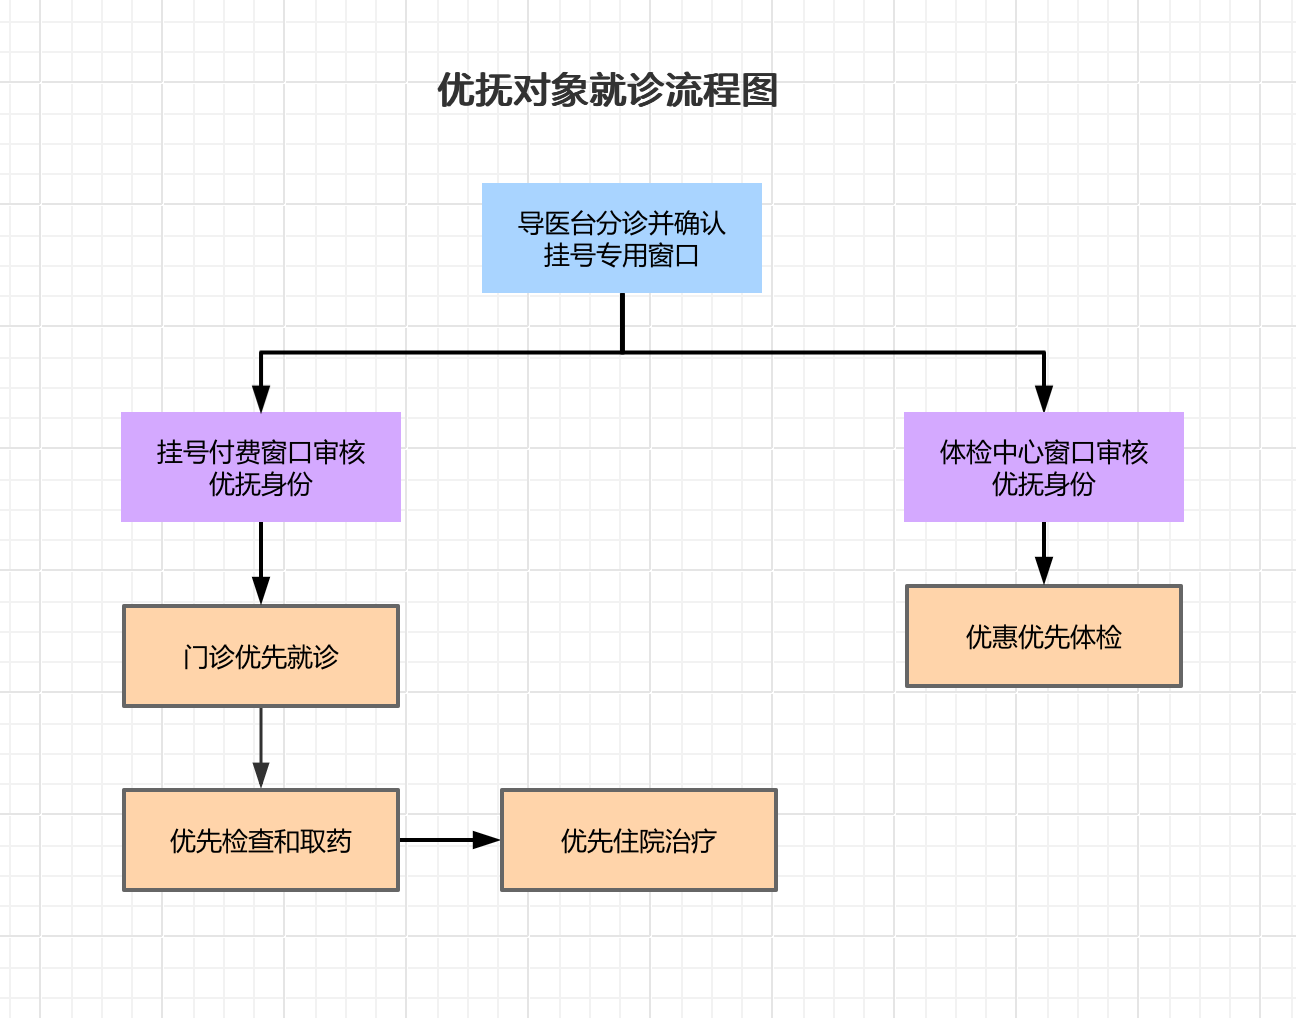 优抚对象就诊流程图
导医台分诊并确认
挂号专用窗口
挂号付费窗口审核
优抚身份
体检中心窗口审核
优抚身份
门诊优先就诊
优惠优先体检
优先检查和取药
优先住院治疗